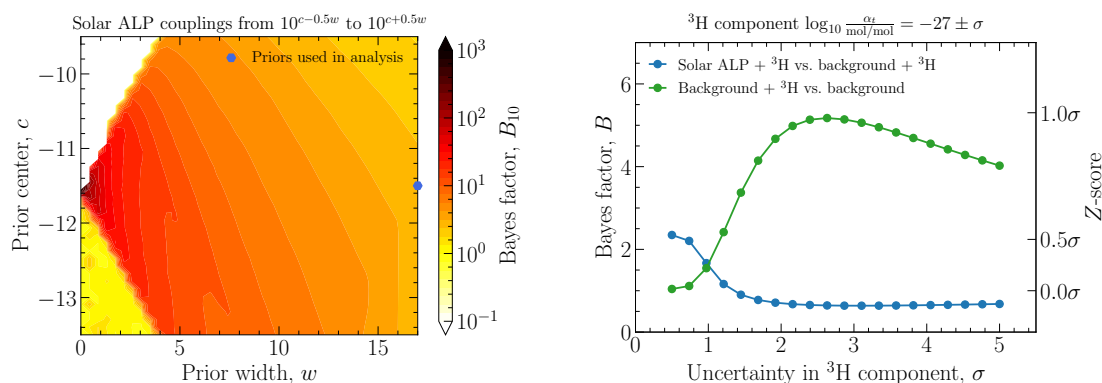 Solar ALP couplings from 10^{c−0.5w} to 10^{c+0.5w}
Priors used in analysis
−10
−11
−12
−13
Prior center, c
0
5
10
15
Prior width, w
10^3
10^2
10^1
10^0
10^{−1}
Bayes factor, B_{10}
^3H component log_{10} α_t/mol/mol = −27 ± σ
Solar ALP + ^3H vs. background + ^3H
Background + ^3H vs. background
6
4
2
0
Bayes factor, B
0
1
2
3
4
5
Uncertainty in ^3H component, σ
1.0σ
0.5σ
0.0σ
Z-score